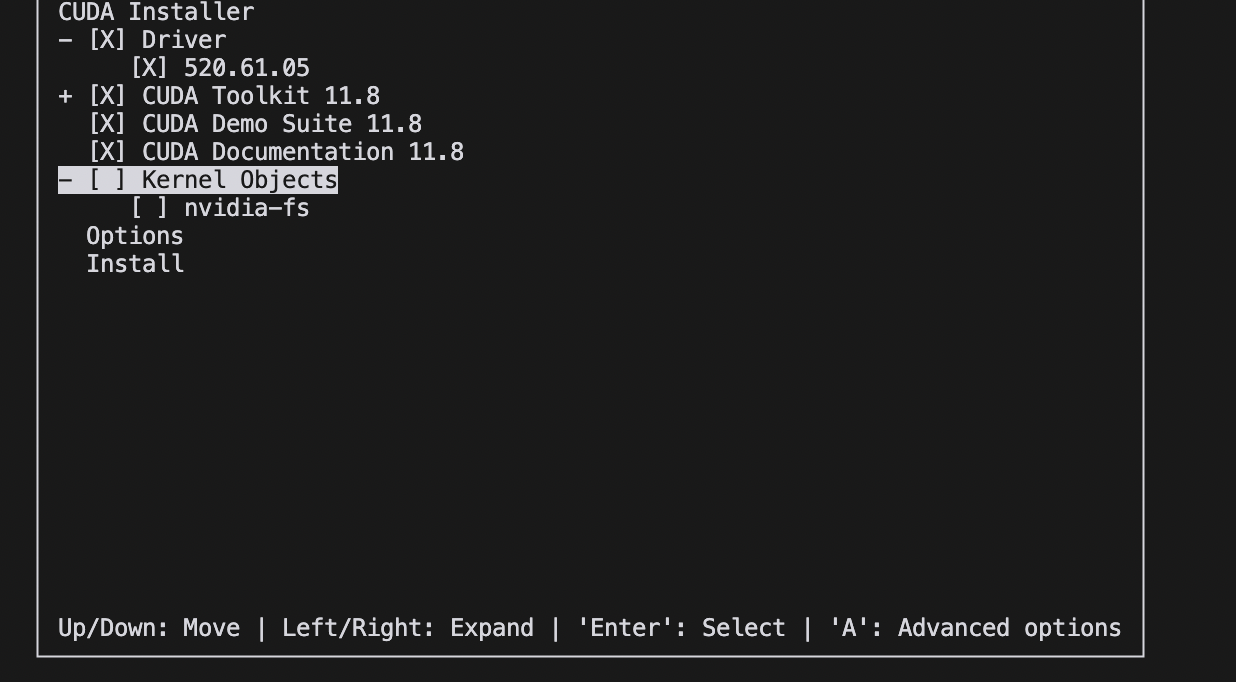 CUDA Installer
− [X] Driver
[X] 520.61.05
+ [X] CUDA Toolkit 11.8
[X] CUDA Demo Suite 11.8
[X] CUDA Documentation 11.8
− [ ] Kernel Objects
[ ] nvidia−fs
Options
Install
Up/Down: Move | Left/Right: Expand | 'Enter': Select | 'A': Advanced options